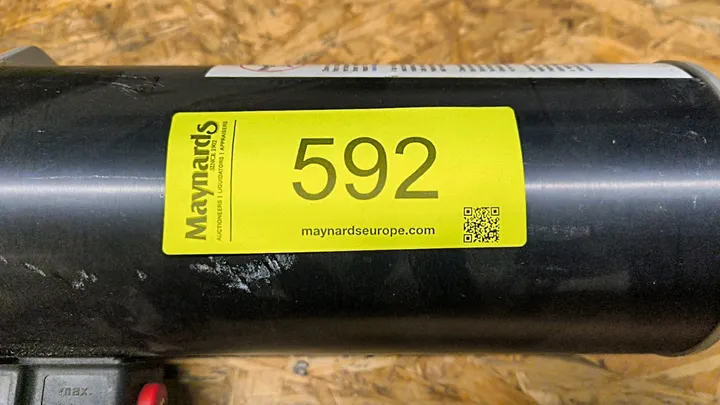 Maynards
SINCE 1902
AUCTIONEERS | LIQUIDATORS | APPRAISERS
592
maynardseurope.com
max.